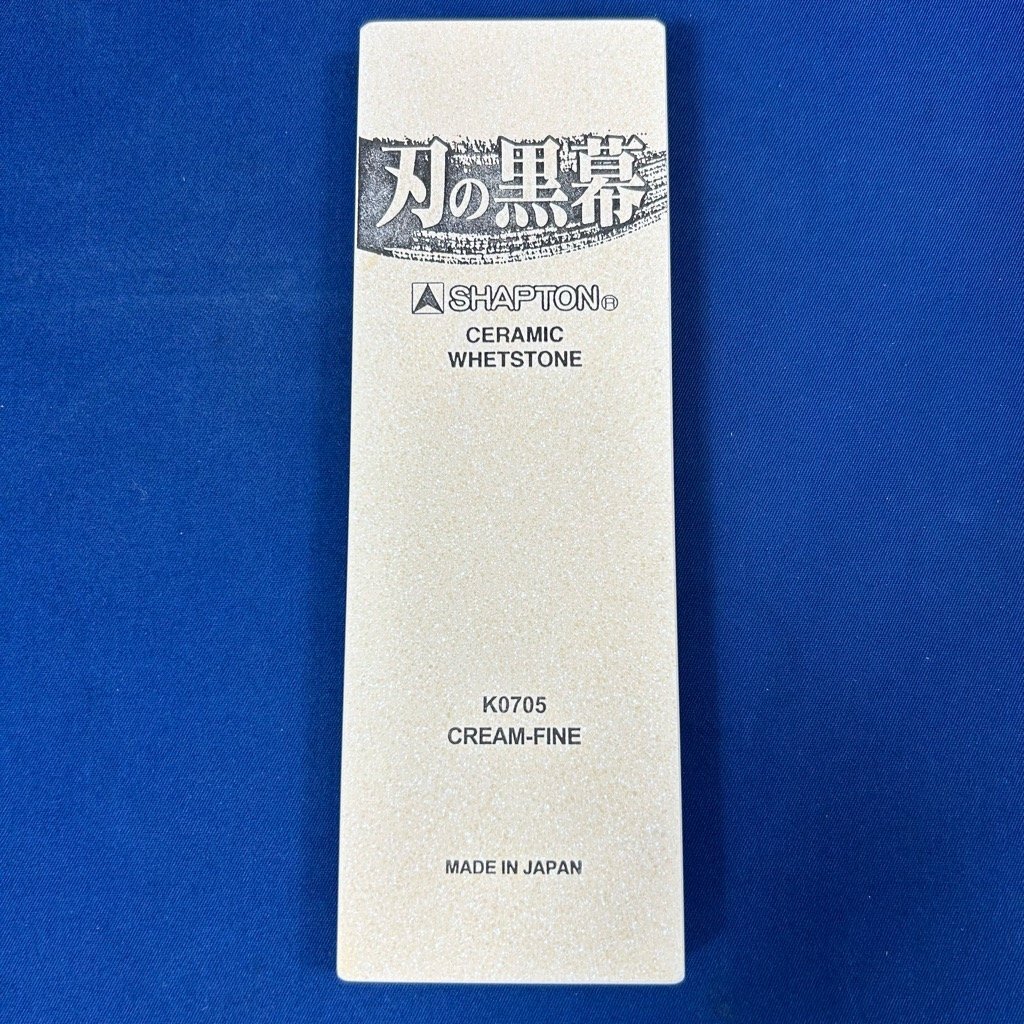 刃の黒幕
SHAPTON®
CERAMIC
WHETSTONE
K0705
CREAM-FINE
MADE IN JAPAN